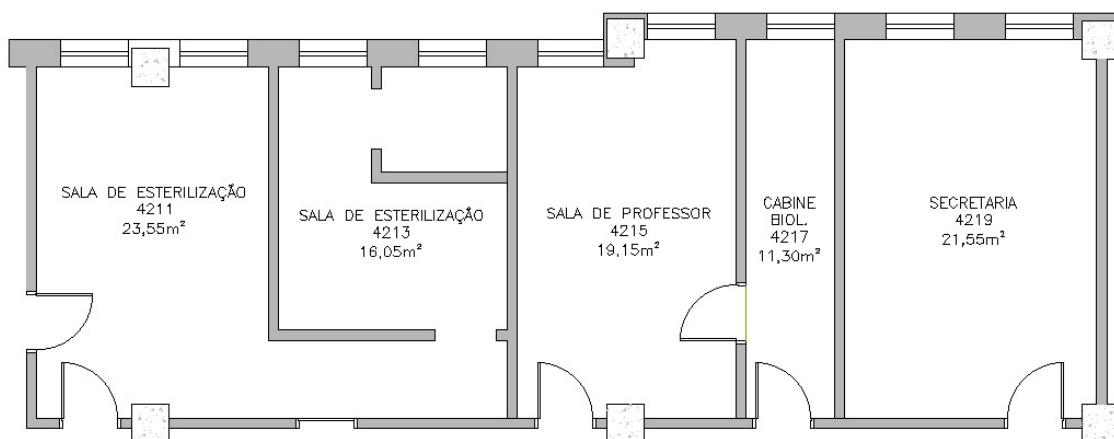 SALA DE ESTERILIZAÇÃO
4211
23,55m²
SALA DE ESTERILIZAÇÃO
4213
16,05m²
SALA DE PROFESSOR
4215
19,15m²
CABINE
BIOL.
4217
11,30m²
SECRETARIA
4219
21,55m²